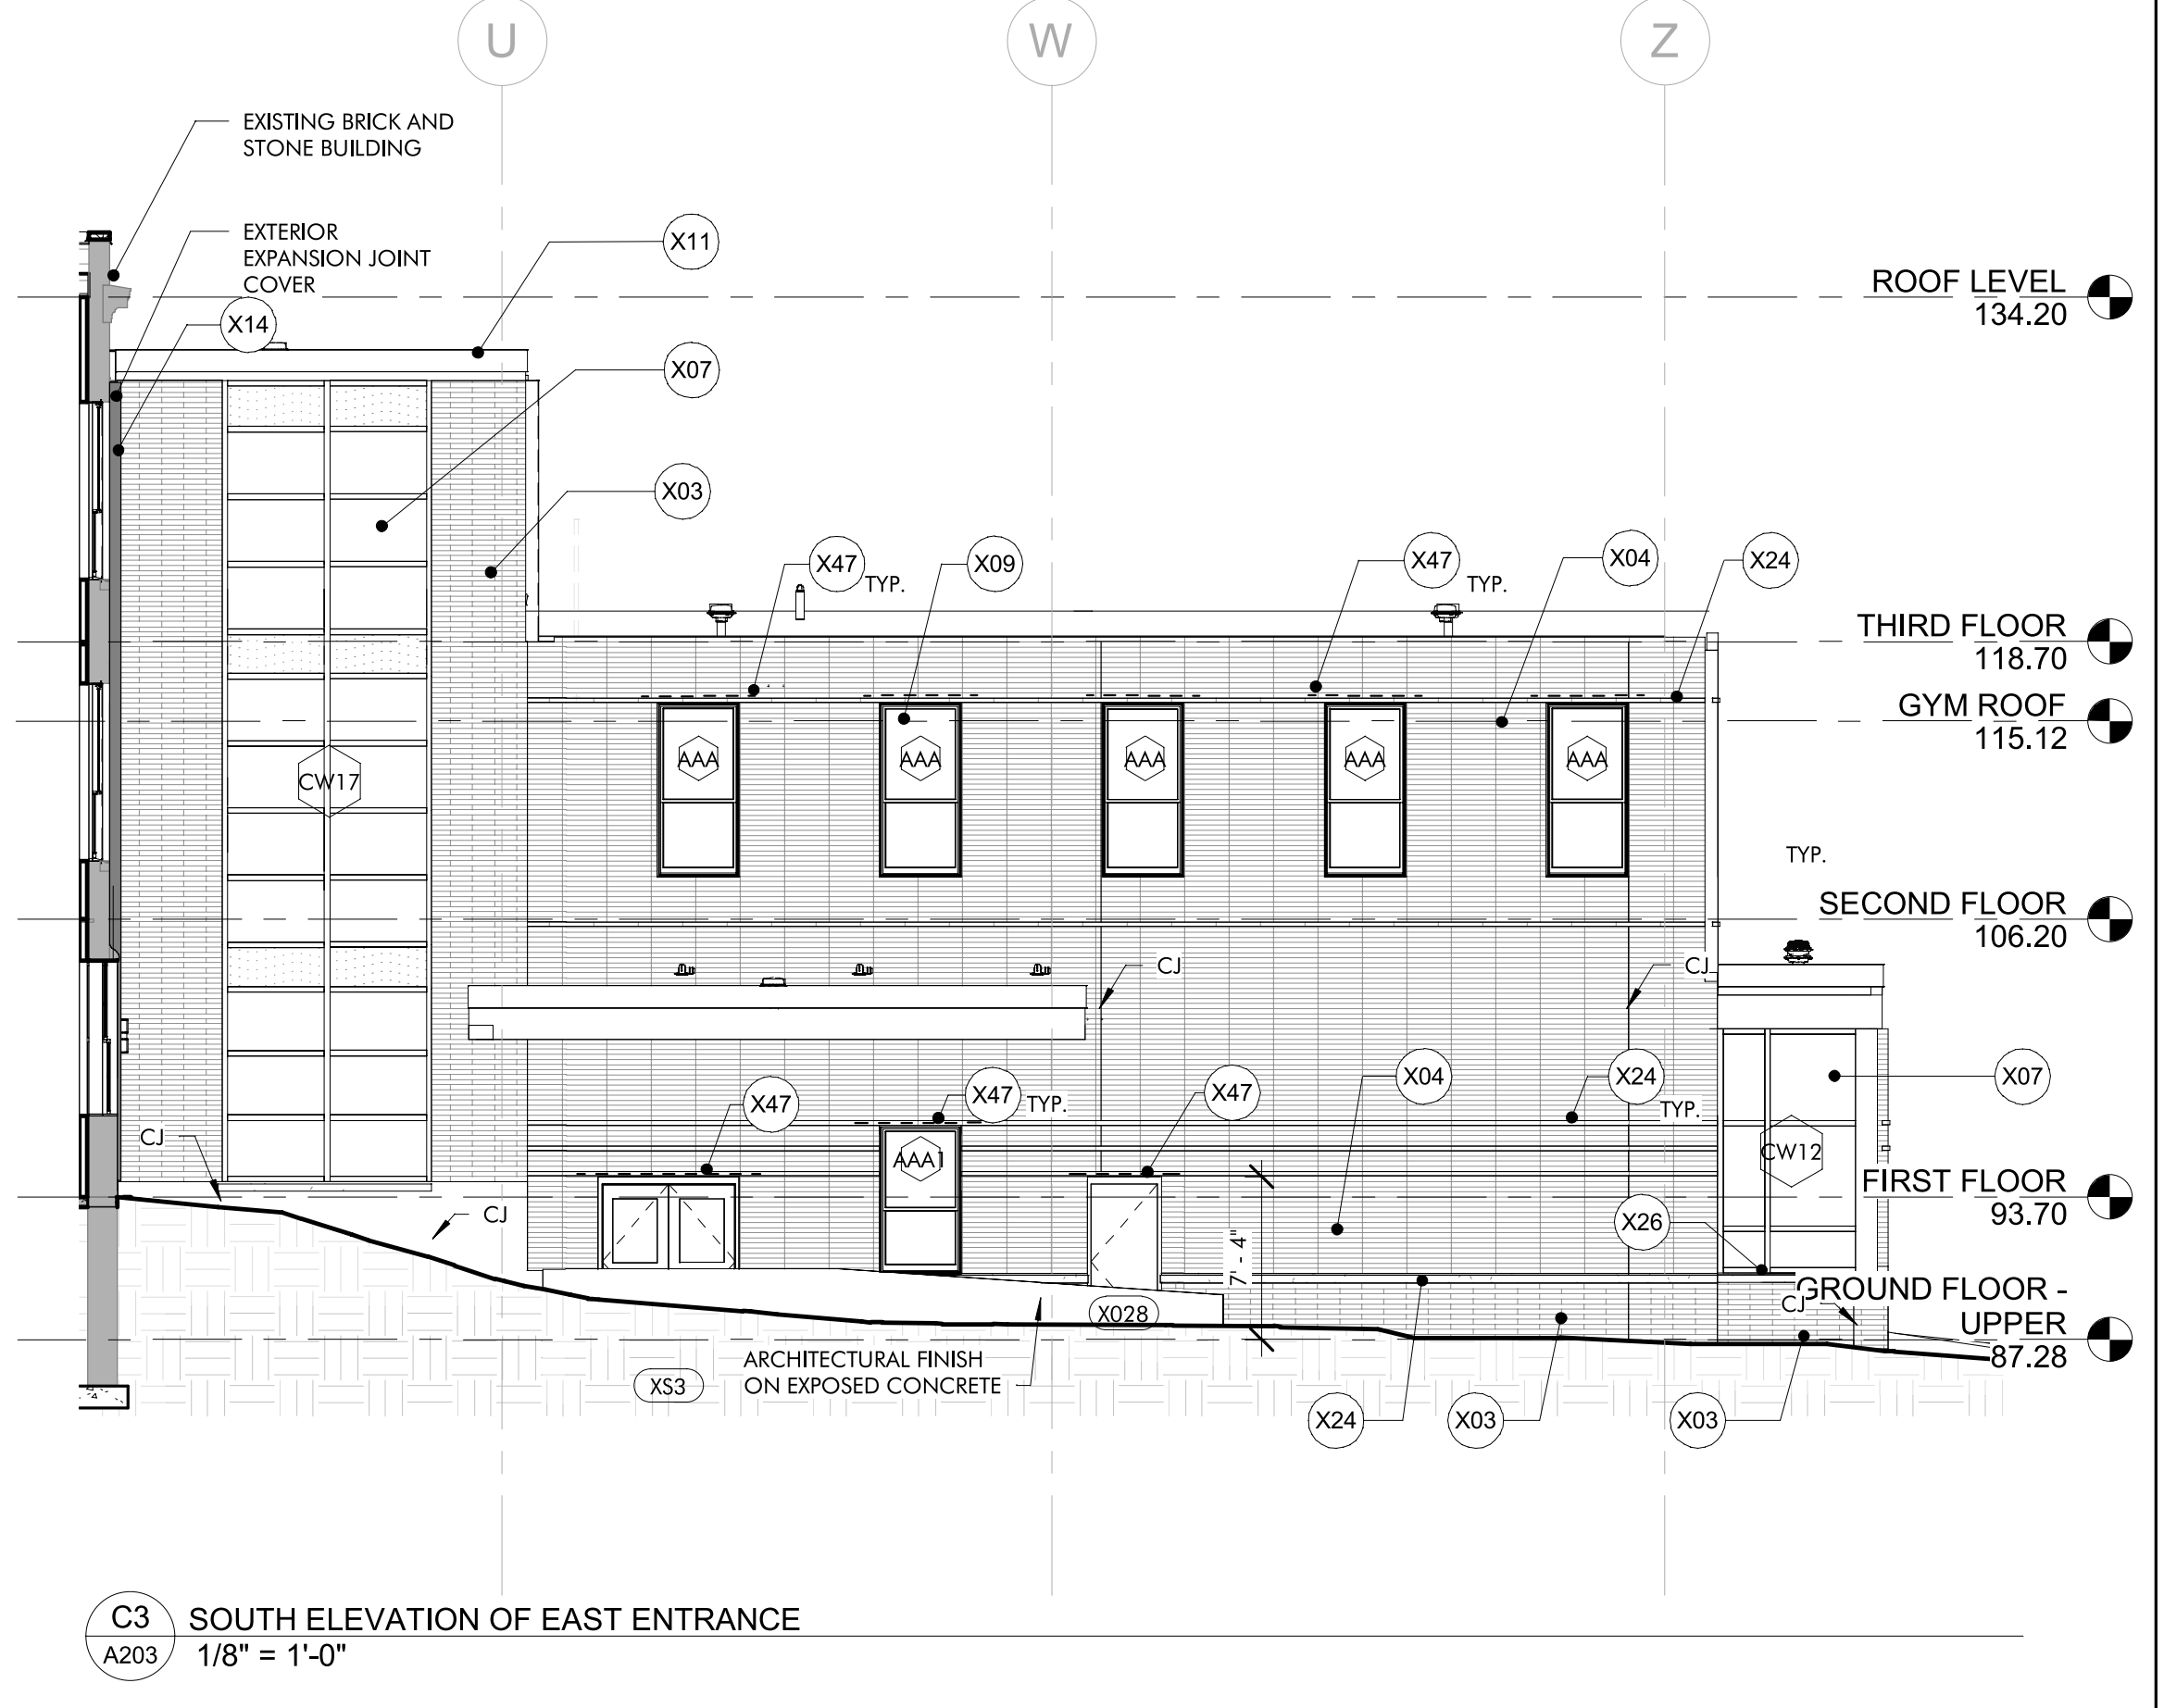 U
W
Z
EXISTING BRICK AND
STONE BUILDING
EXTERIOR
EXPANSION JOINT
COVER
X11
X14
X07
X03
ROOF LEVEL
134.20
X47
TYP.
X09
X47
TYP.
X04
X24
THIRD FLOOR
118.70
GYM ROOF
115.12
AAA
AAA
AAA
AAA
AAA
CW17
TYP.
SECOND FLOOR
106.20
CJ
CJ
X47
X47
TYP.
X47
X04
X24
TYP.
X07
CJ
AAA1
CW12
FIRST FLOOR
93.70
CJ
X26
7' - 4"
GROUND FLOOR -
UPPER
87.28
CJ
X028
ARCHITECTURAL FINISH
ON EXPOSED CONCRETE
XS3
X24
X03
X03
C3
A203
SOUTH ELEVATION OF EAST ENTRANCE
1/8" = 1'-0"